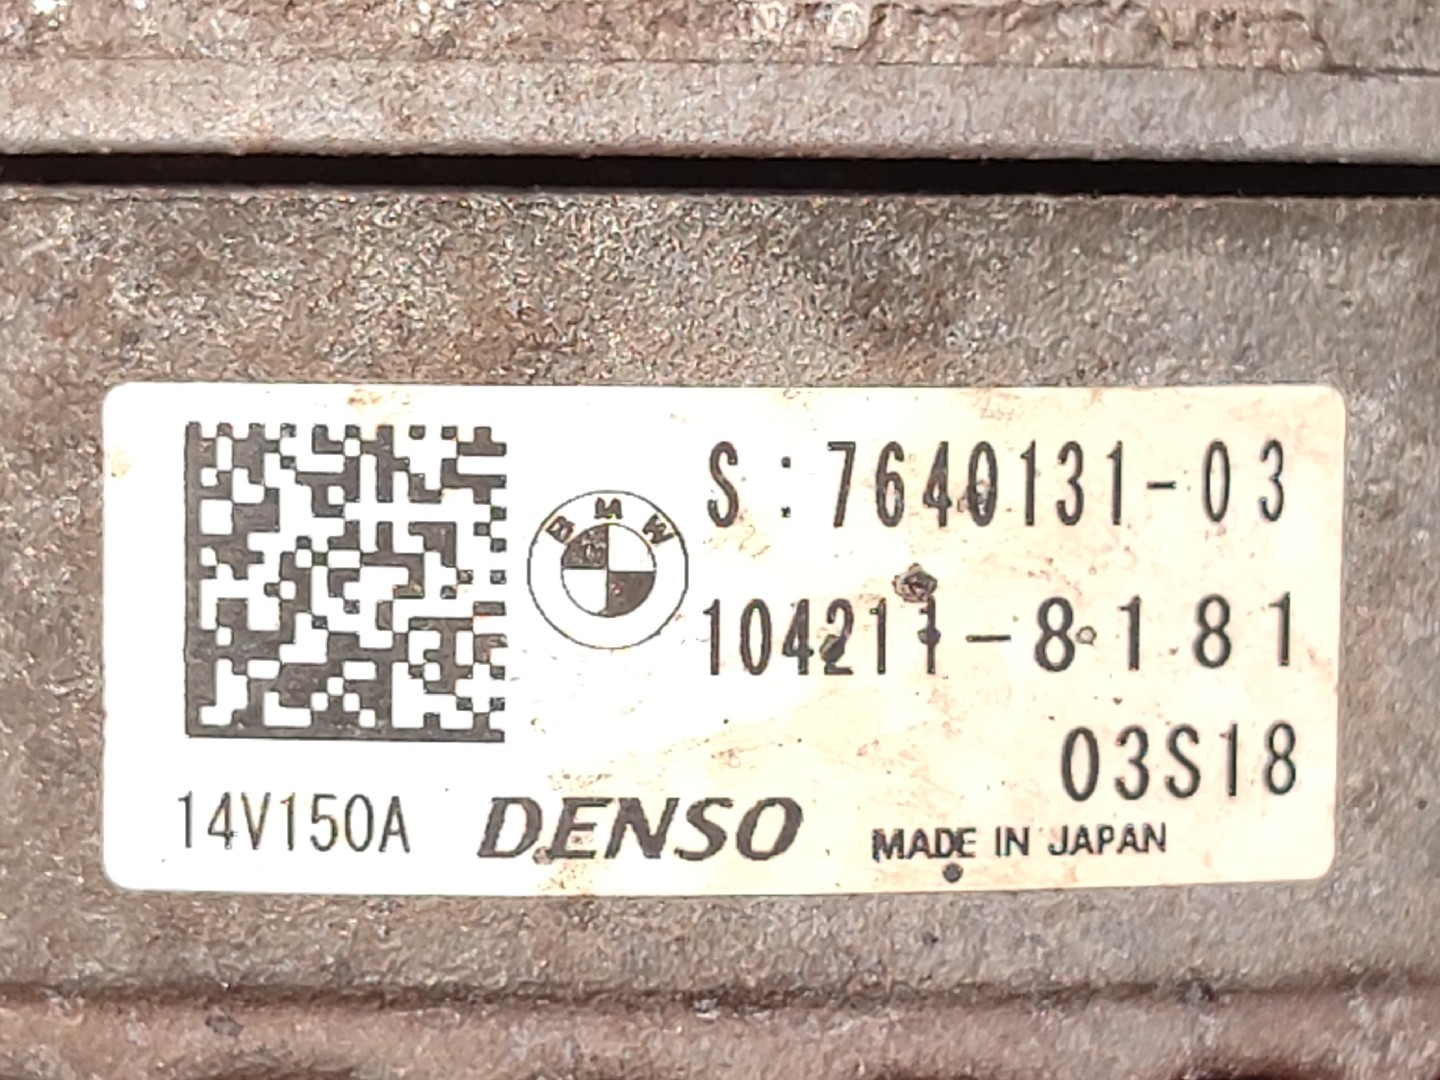 S:7640131-03
BMW
104211-8181
03S18
14V150A DENSO MADE IN JAPAN